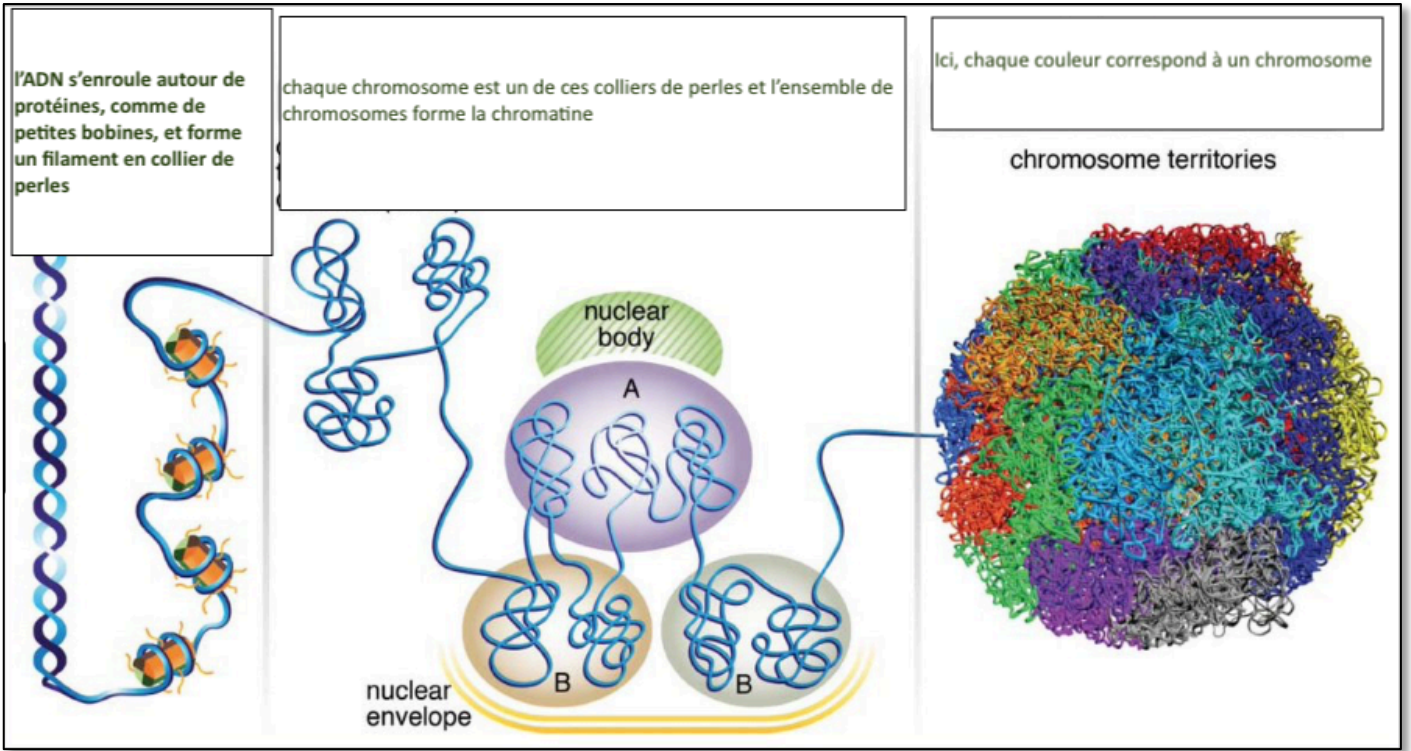 l’ADN s’enroule autour de
protéines, comme de
petites bobines, et forme
un filament en collier de
perles
chaque chromosome est un de ces colliers de perles et l’ensemble de
chromosomes forme la chromatine
Ici, chaque couleur correspond à un chromosome
chromosome territories
nuclear
body
A
B
B
nuclear
envelope